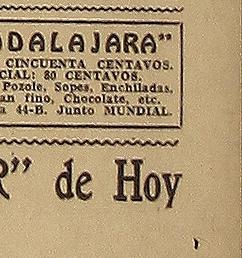 DALAJARA"
CINCUENTA CENTAVOS.
CIAL: 80 CENTAVOS.
Pozole, Sopes, Enchiladas.
an fino, Chocolate, etc.
a 44-B. Junto MUNDIAL.
R" de Hoy